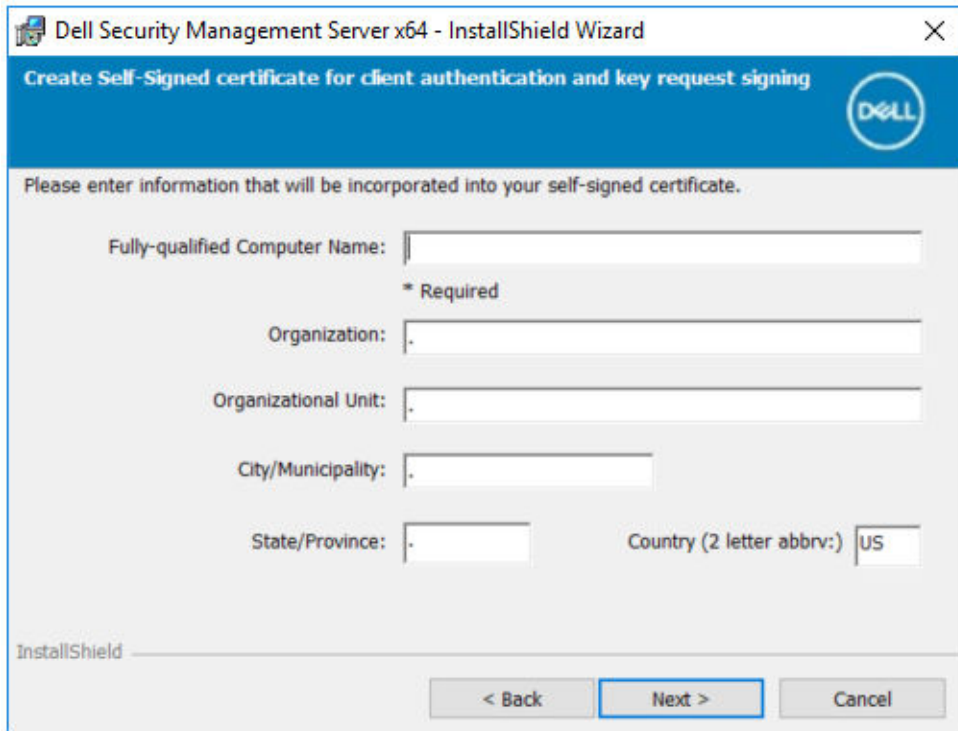 Dell Security Management Server x64 - InstallShield Wizard
Create Self-Signed certificate for client authentication and key request signing
DELL
Please enter information that will be incorporated into your self-signed certificate.
Fully-qualified Computer Name:
* Required
Organization: .
Organizational Unit: .
City/Municipality: .
State/Province: . Country (2 letter abbrv:) US
InstallShield
< Back Next > Cancel